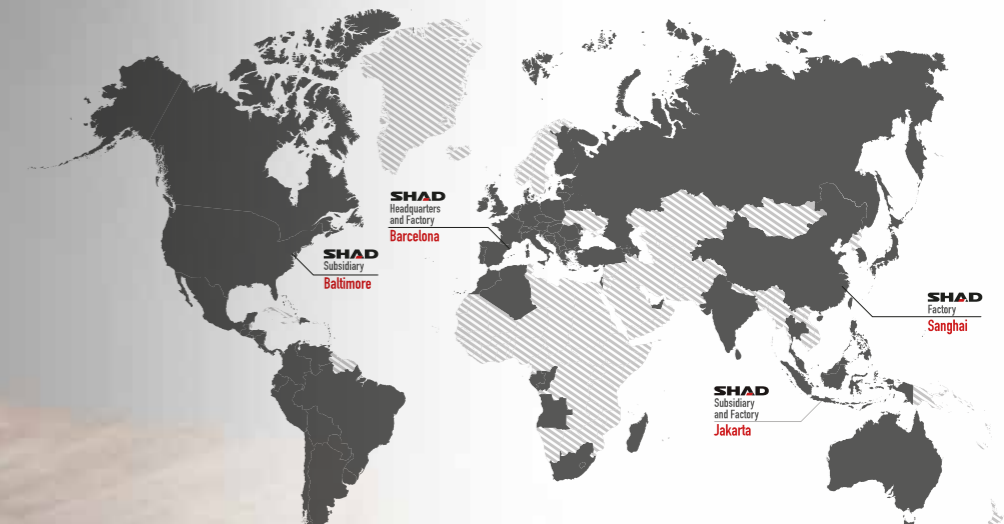 SHAD
Headquarters
and Factory
Barcelona
SHAD
Subsidiary
Baltimore
SHAD
Factory
Sanghai
SHAD
Subsidiary
and Factory
Jakarta